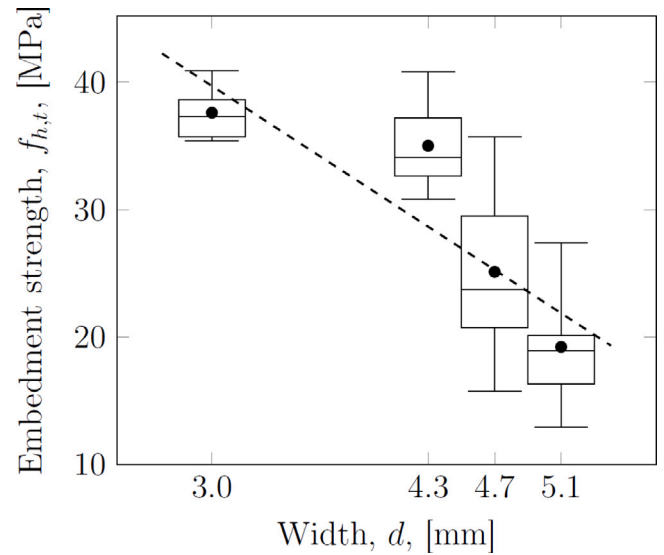 Embedment strength, f_{h,t}, [MPa]
40
30
20
10
3.0 4.3 4.7 5.1
Width, d, [mm]